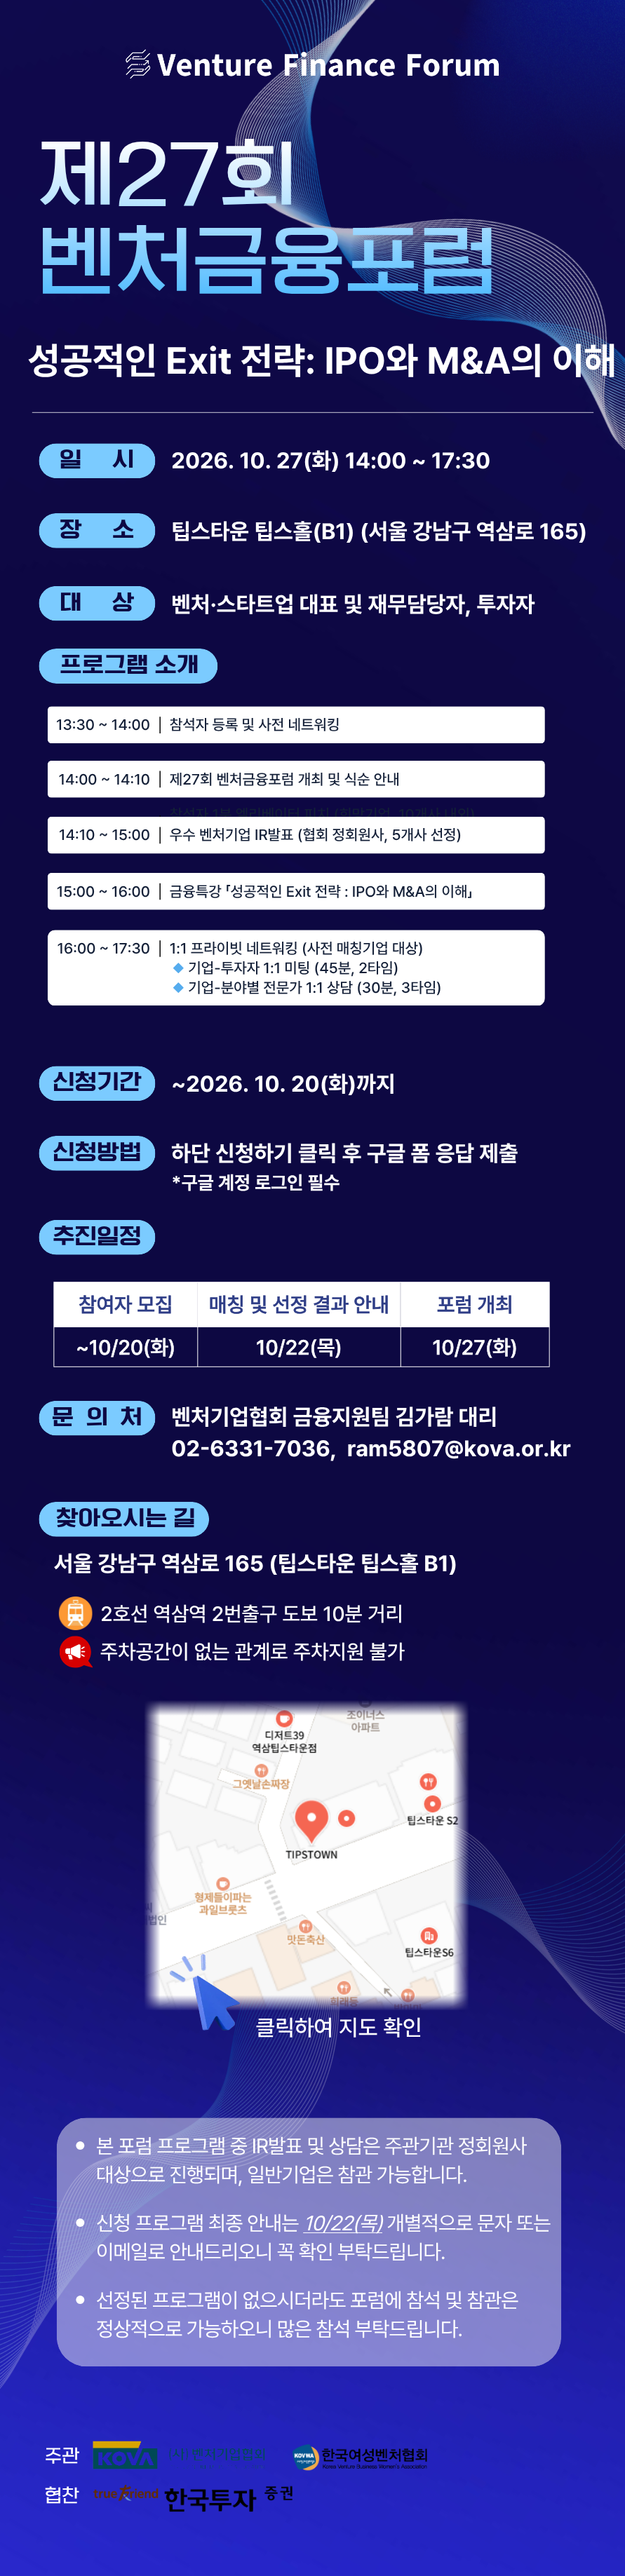 Venture Finance Forum
제27회
벤처금융포럼
성공적인 Exit 전략: IPO와 M&A의 이해
일 시
2026. 10. 27(화) 14:00 ~ 17:30
장 소
팁스타운 팁스홀(B1) (서울 강남구 역삼로 165)
대 상
벤처·스타트업 대표 및 재무담당자, 투자자
프로그램 소개
13:30 ~ 14:00 | 참석자 등록 및 사전 네트워킹
14:00 ~ 14:10 | 제27회 벤처금융포럼 개최 및 식순 안내
14:10 ~ 15:00 | 우수 벤처기업 IR발표 (협회 정회원사, 5개사 선정)
15:00 ~ 16:00 | 금융특강 「성공적인 Exit 전략 : IPO와 M&A의 이해」
16:00 ~ 17:30 | 1:1 프라이빗 네트워킹 (사전 매칭기업 대상)
◆ 기업-투자자 1:1 미팅 (45분, 2타임)
◆ 기업-분야별 전문가 1:1 상담 (30분, 3타임)
신청기간
~2026. 10. 20(화)까지
신청방법
하단 신청하기 클릭 후 구글 폼 응답 제출
*구글 계정 로그인 필수
추진일정
참여자 모집 매칭 및 선정 결과 안내 포럼 개최
~10/20(화) 10/22(목) 10/27(화)
문 의 처
벤처기업협회 금융지원팀 김가람 대리
02-6331-7036, ram5807@kova.or.kr
찾아오시는 길
서울 강남구 역삼로 165 (팁스타운 팁스홀 B1)
2호선 역삼역 2번출구 도보 10분 거리
주차공간이 없는 관계로 주차지원 불가
조이너스
아파트
디저트39
역삼팁스타운점
그옛날손짜장
팁스타운 S2
TIPSTOWN
형제들이파는
과일브룻츠
법인
맛돈축산
팁스타운S6
클릭하여 지도 확인
• 본 포럼 프로그램 중 IR발표 및 상담은 주관기관 정회원사
대상으로 진행되며, 일반기업은 참관 가능합니다.
• 신청 프로그램 최종 안내는 10/22(목) 개별적으로 문자 또는
이메일로 안내드리오니 꼭 확인 부탁드립니다.
• 선정된 프로그램이 없으시더라도 포럼에 참석 및 참관은
정상적으로 가능하오니 많은 참석 부탁드립니다.
주관 KOVA (사)벤처기업협회 KOVWA 한국여성벤처협회
Korea Venture Business Women's Association
협찬 true Friend 한국투자 증권